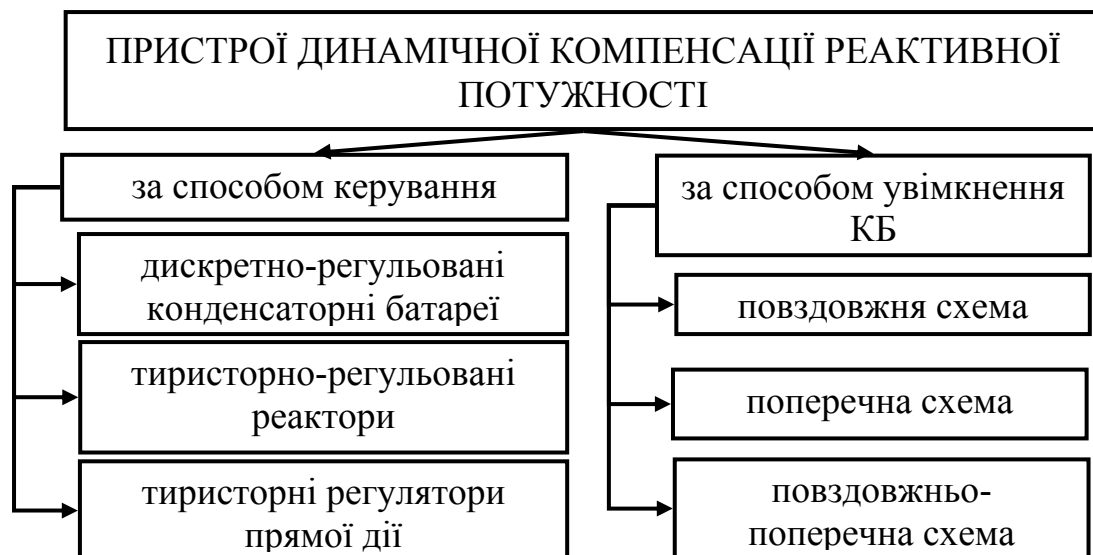 ПРИСТРОЇ ДИНАМІЧНОЇ КОМПЕНСАЦІЇ РЕАКТИВНОЇ
ПОТУЖНОСТІ
за способом керування
дискретно-регульовані
конденсаторні батареї
тиристорно-регульовані
реактори
тиристорні регулятори
прямої дії
за способом увімкнення
КБ
повздовжня схема
поперечна схема
повздовжньо-
поперечна схема